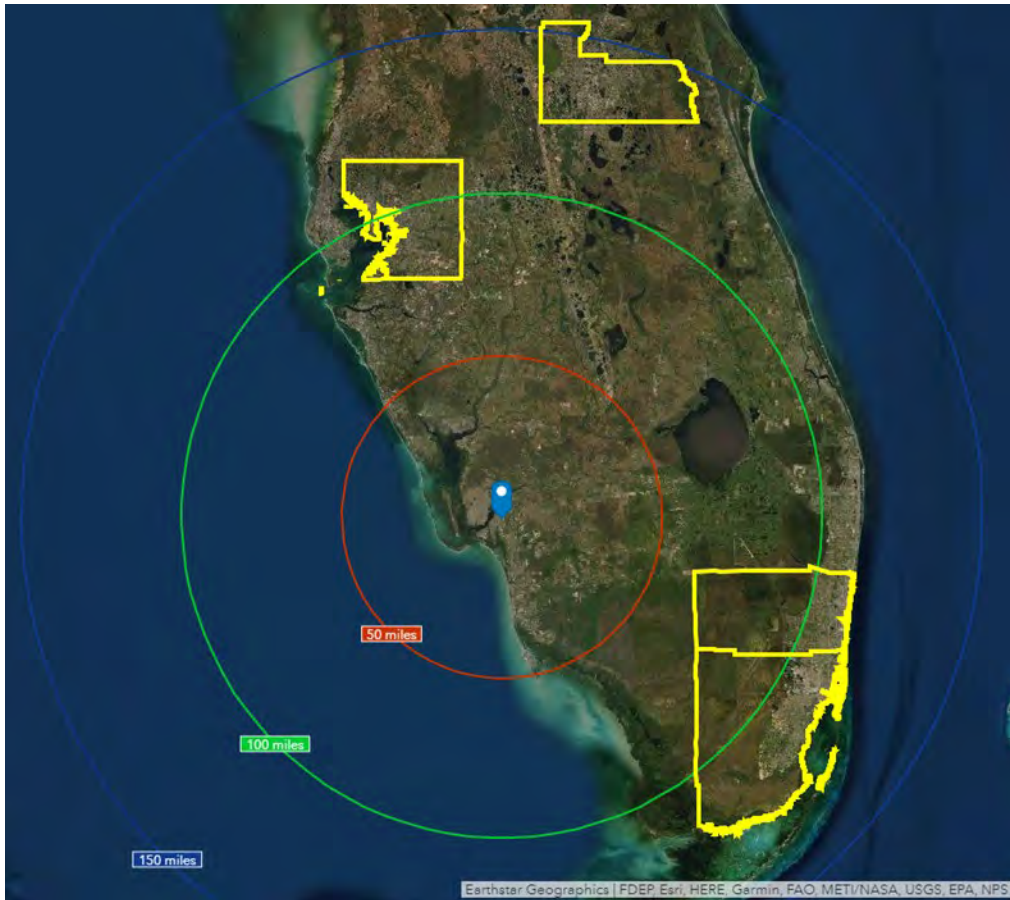 50 miles
100 miles
150 miles
Earthstar Geographics | FDEP, Esri, HERE, Garmin, FAO, METI/NASA, USGS, EPA, NPS